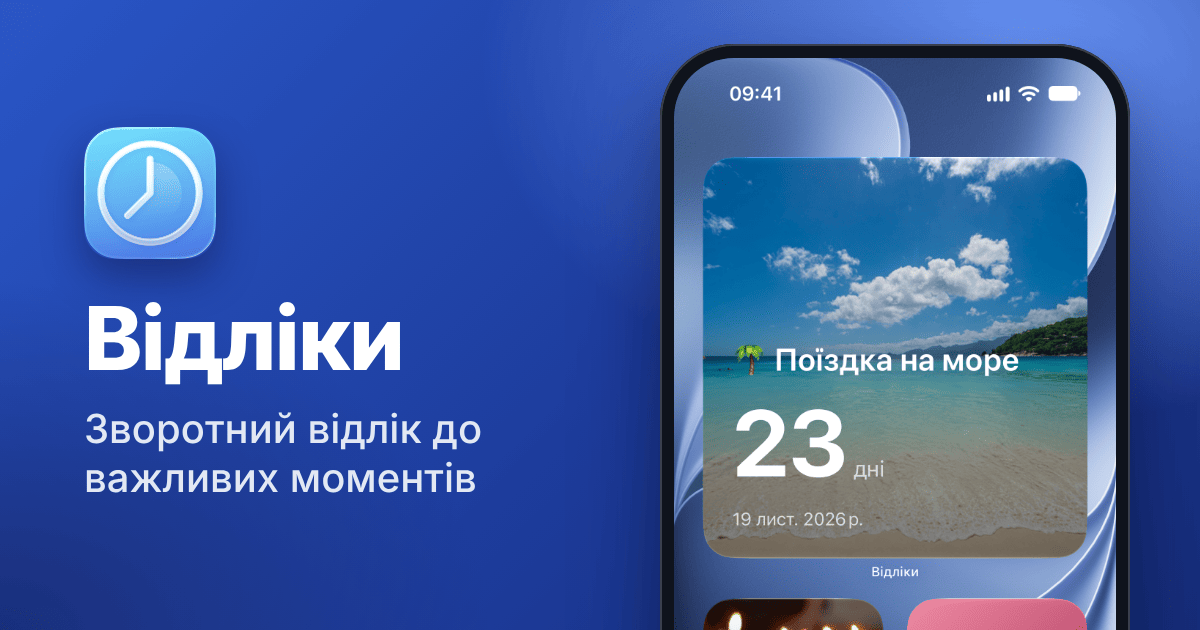 Відліки
Зворотний відлік до
важливих моментів
09:41
🌴 Поїздка на море
23 дні
19 лист. 2026 р.
Відліки